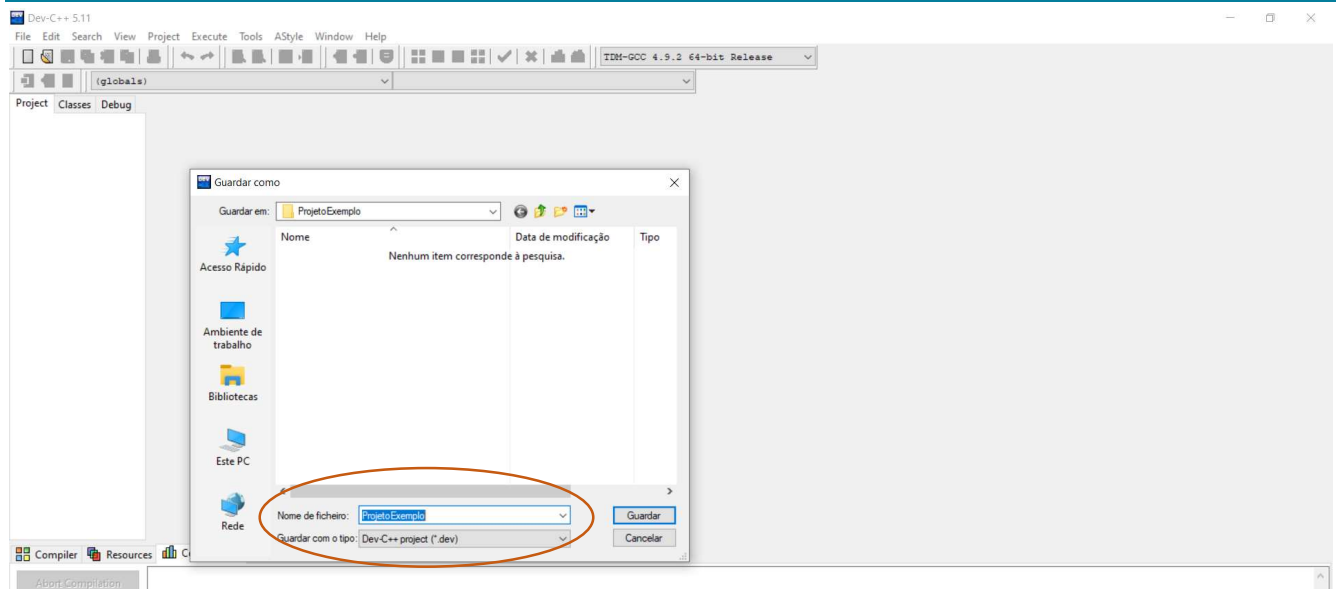 Dev-C++ 5.11
File Edit Search View Project Execute Tools AStyle Window Help
TDM-GCC 4.9.2 64-bit Release
(globals)
Project Classes Debug
Guardar como
Guardar em: ProjetoExemplo
Nome Data de modificação Tipo
Nenhum item corresponde à pesquisa.
Acesso Rápido
Ambiente de
trabalho
Bibliotecas
Este PC
Rede
Nome de ficheiro: ProjetoExemplo Guardar
Guardar com o tipo: Dev-C++ project (*.dev) Cancelar
Compiler Resources
Abort Compilation